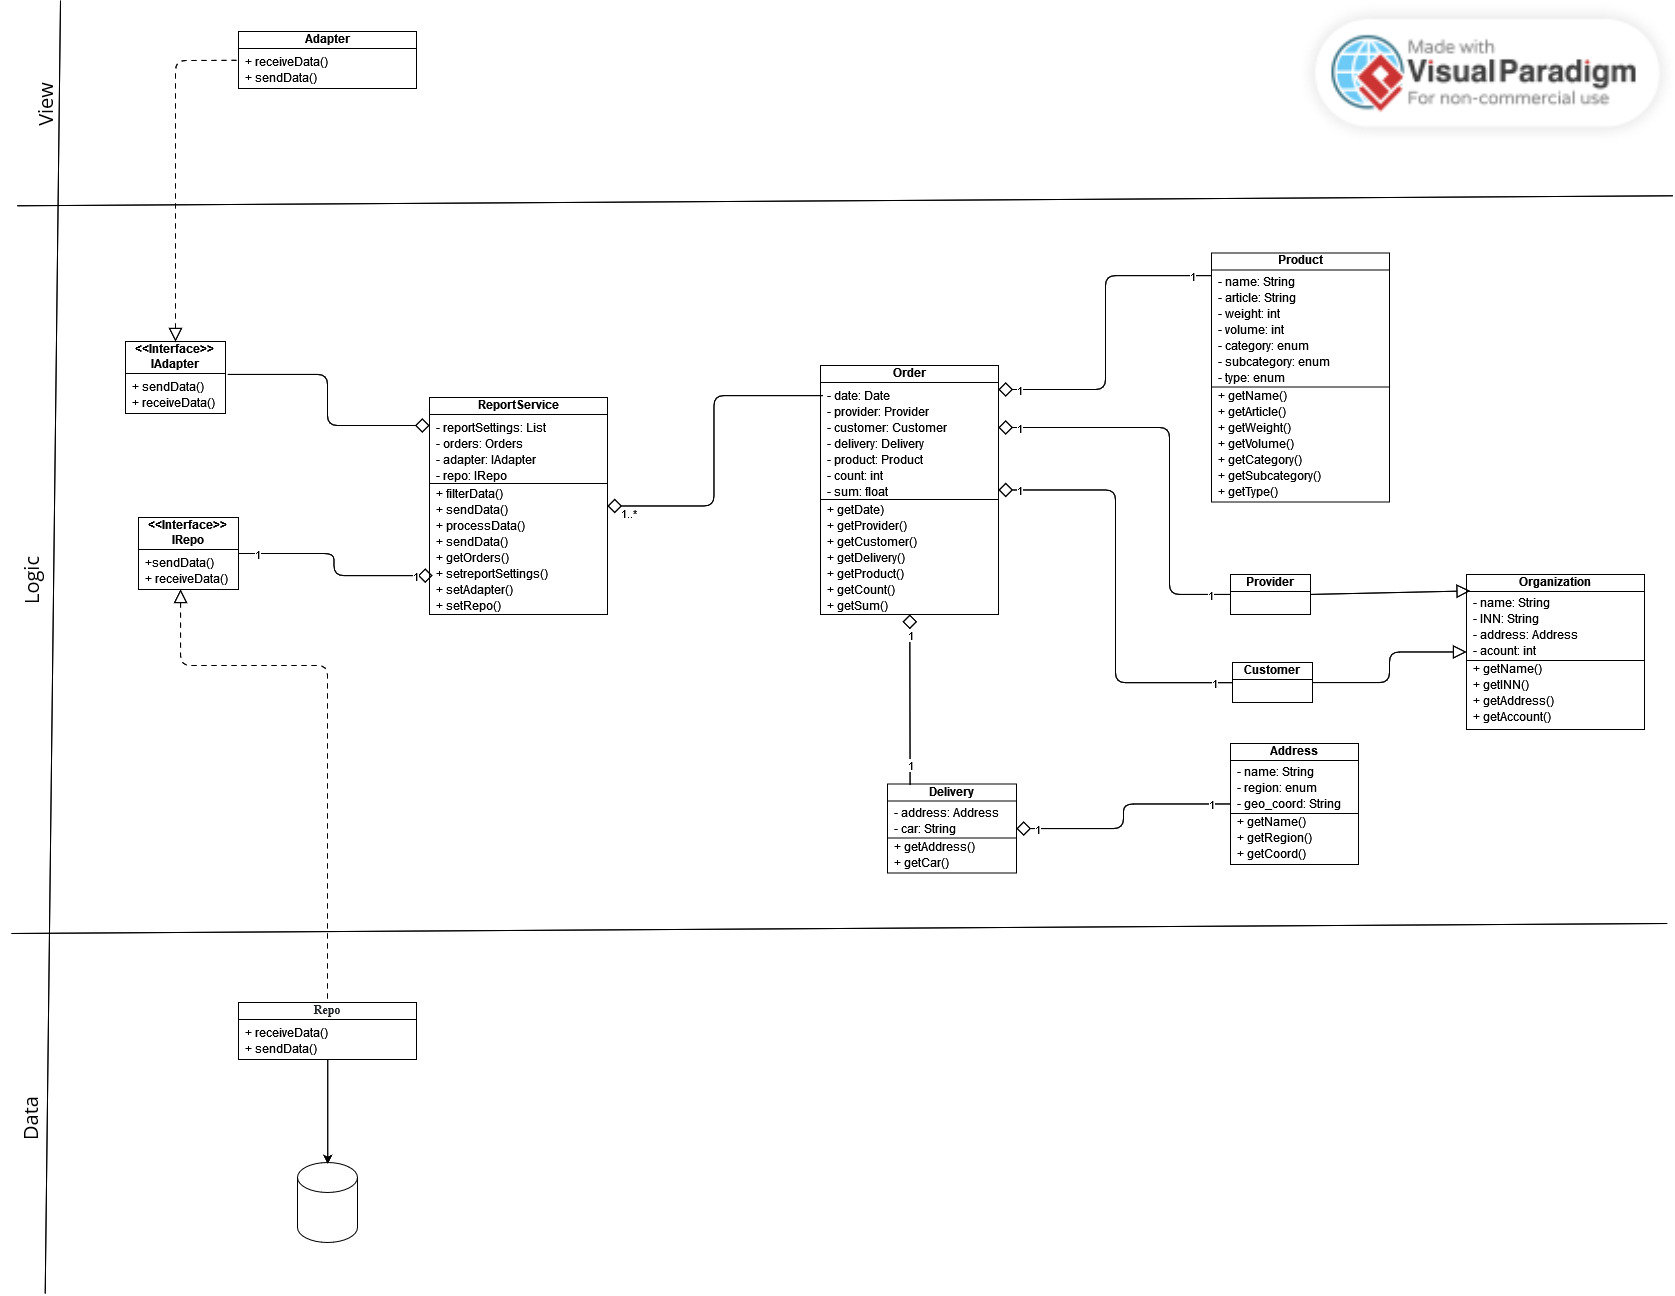 View
Adapter
+ receiveData()
+ sendData()
Made with
VisualParadigm
For non-commercial use
Logic
<<Interface>>
IAdapter
+ sendData()
+ receiveData()
<<Interface>>
IRepo
+sendData()
+ receiveData()
1
1
ReportService
- reportSettings: List
- orders: Orders
- adapter: IAdapter
- repo: IRepo
+ filterData()
+ sendData()
+ processData()
+ sendData()
+ getOrders()
+ setreportSettings()
+ setAdapter()
+ setRepo()
1..*
Order
- date: Date
- provider: Provider
- customer: Customer
- delivery: Delivery
- product: Product
- count: int
- sum: float
+ getDate)
+ getProvider()
+ getCustomer()
+ getDelivery()
+ getProduct()
+ getCount()
+ getSum()
1
1
1
1
1
1
1
1
Product
- name: String
- article: String
- weight: int
- volume: int
- category: enum
- subcategory: enum
- type: enum
+ getName()
+ getArticle()
+ getWeight()
+ getVolume()
+ getCategory()
+ getSubcategory()
+ getType()
Provider
Customer
Organization
- name: String
- INN: String
- address: Address
- acount: int
+ getName()
+ getINN()
+ getAddress()
+ getAccount()
Delivery
- address: Address
- car: String
+ getAddress()
+ getCar()
1
1
Address
- name: String
- region: enum
- geo_coord: String
+ getName()
+ getRegion()
+ getCoord()
Data
Repo
+ receiveData()
+ sendData()